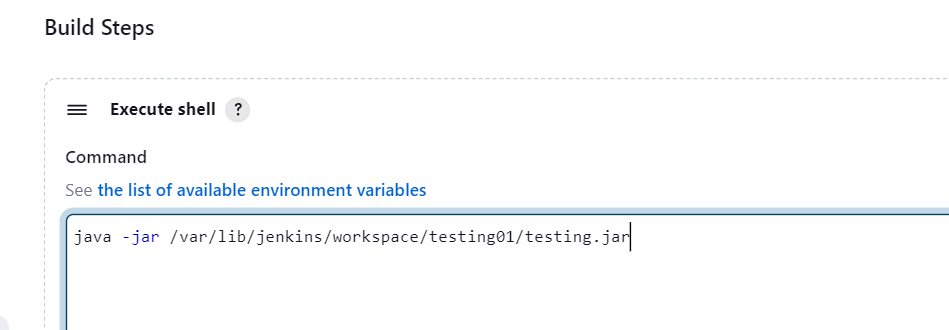 Build Steps
Execute shell ?
Command
See the list of available environment variables
java -jar /var/lib/jenkins/workspace/testing01/testing.jar